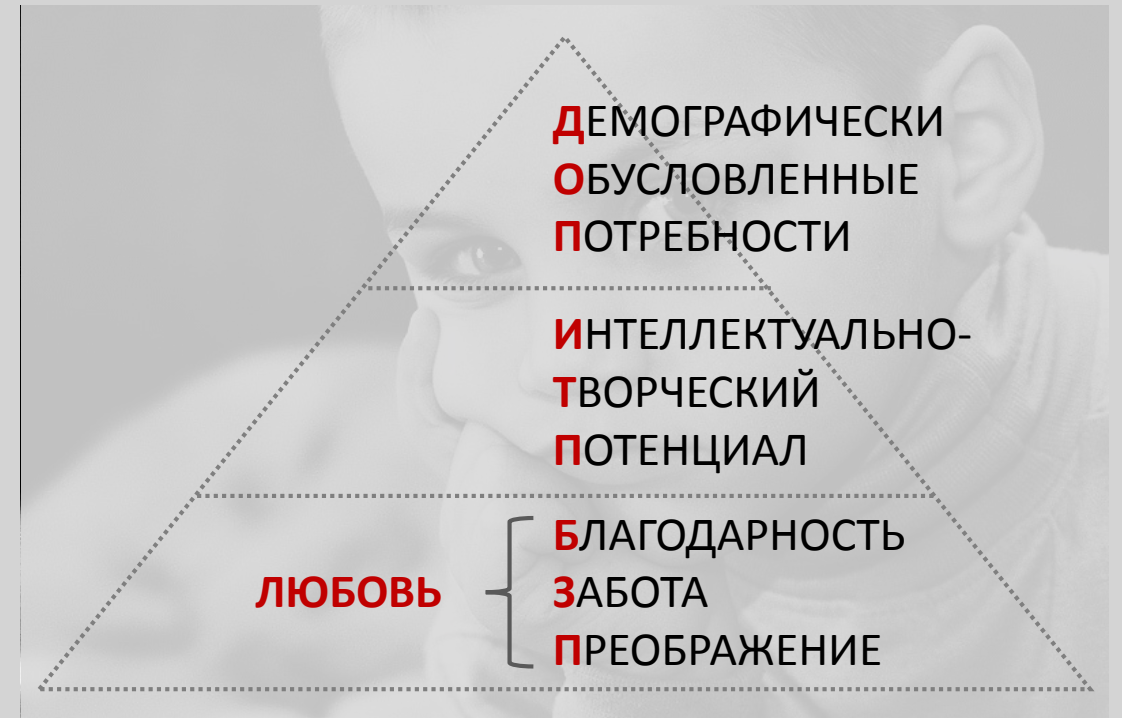 ДЕМОГРАФИЧЕСКИ
ОБУСЛОВЛЕННЫЕ
ПОТРЕБНОСТИ
ИНТЕЛЛЕКТУАЛЬНО-
ТВОРЧЕСКИЙ
ПОТЕНЦИАЛ
БЛАГОДАРНОСТЬ
ЛЮБОВЬ ЗАБОТА
ПРЕОБРАЖЕНИЕ